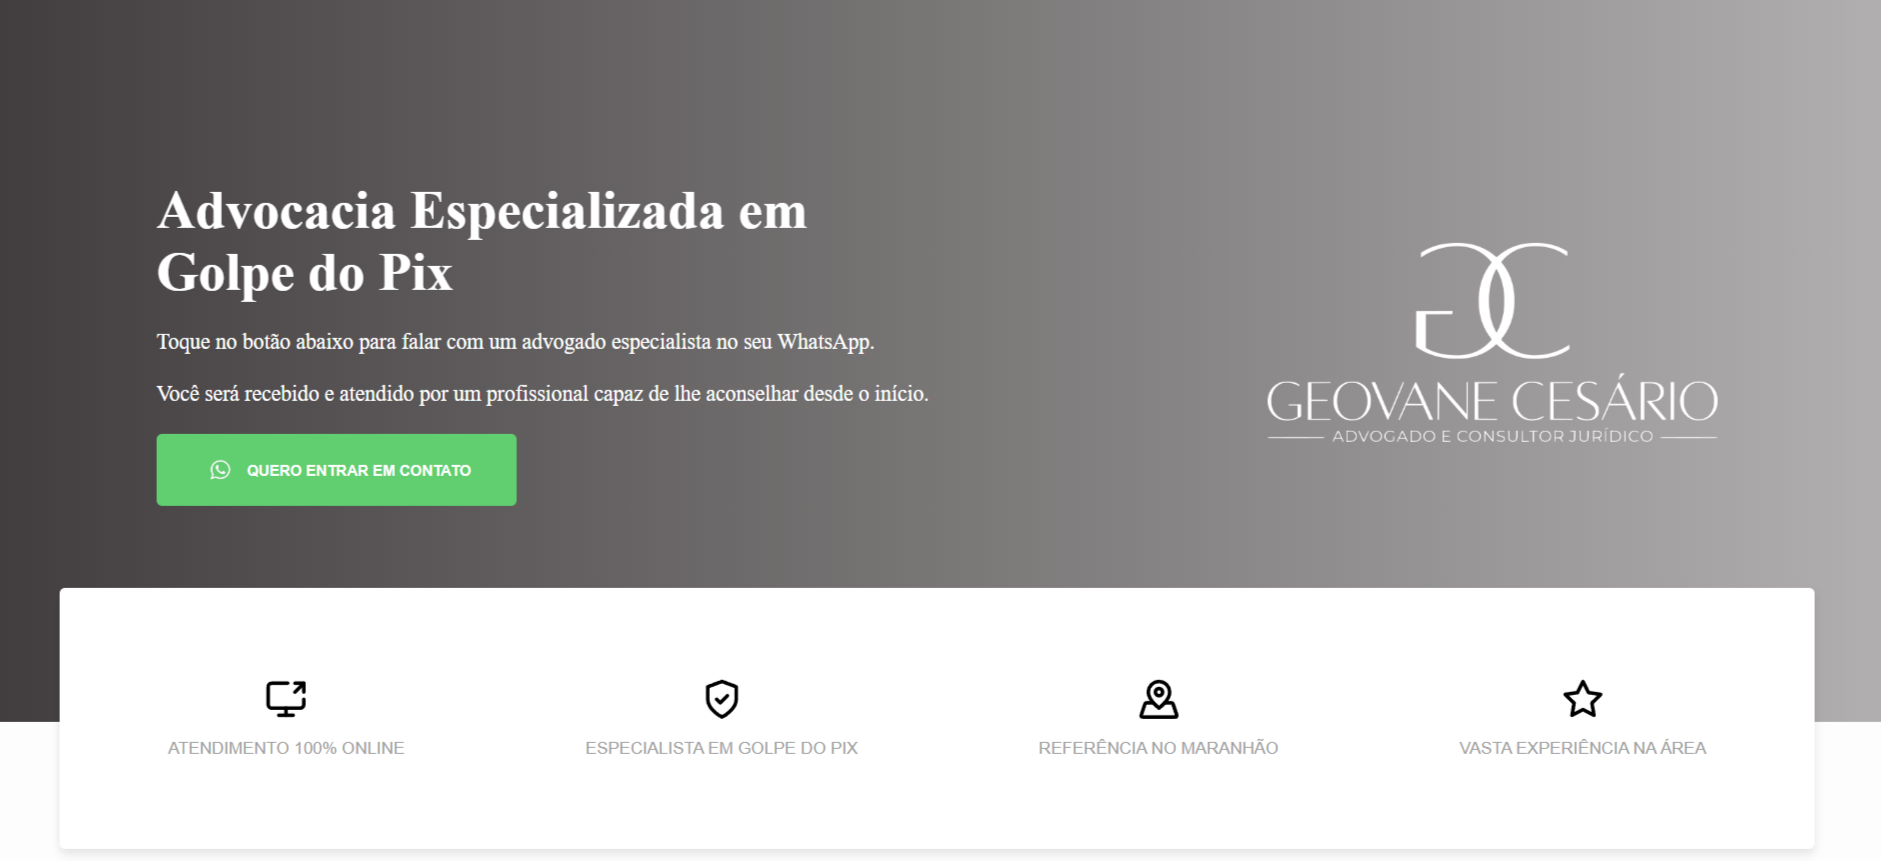 Advocacia Especializada em
Golpe do Pix
Toque no botão abaixo para falar com um advogado especialista no seu WhatsApp.
Você será recebido e atendido por um profissional capaz de lhe aconselhar desde o início.
QUERO ENTRAR EM CONTATO
GC
GEOVANE CESÁRIO
ADVOGADO E CONSULTOR JURÍDICO
ATENDIMENTO 100% ONLINE
ESPECIALISTA EM GOLPE DO PIX
REFERÊNCIA NO MARANHÃO
VASTA EXPERIÊNCIA NA ÁREA